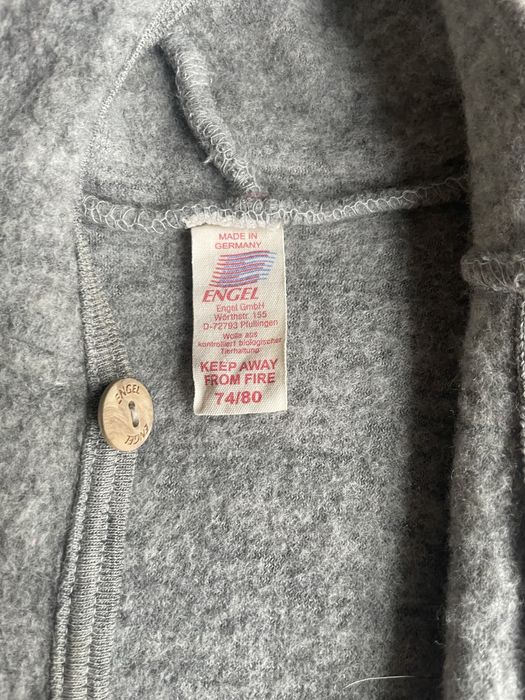 MADE IN
GERMANY
ENGEL
Engel GmbH
Wörthstr. 155
D-72793 Pfullingen
Wolle aus
kontrolliert biologischer
Tierhaltung
KEEP AWAY
FROM FIRE
74/80
ENGEL
ENGEL